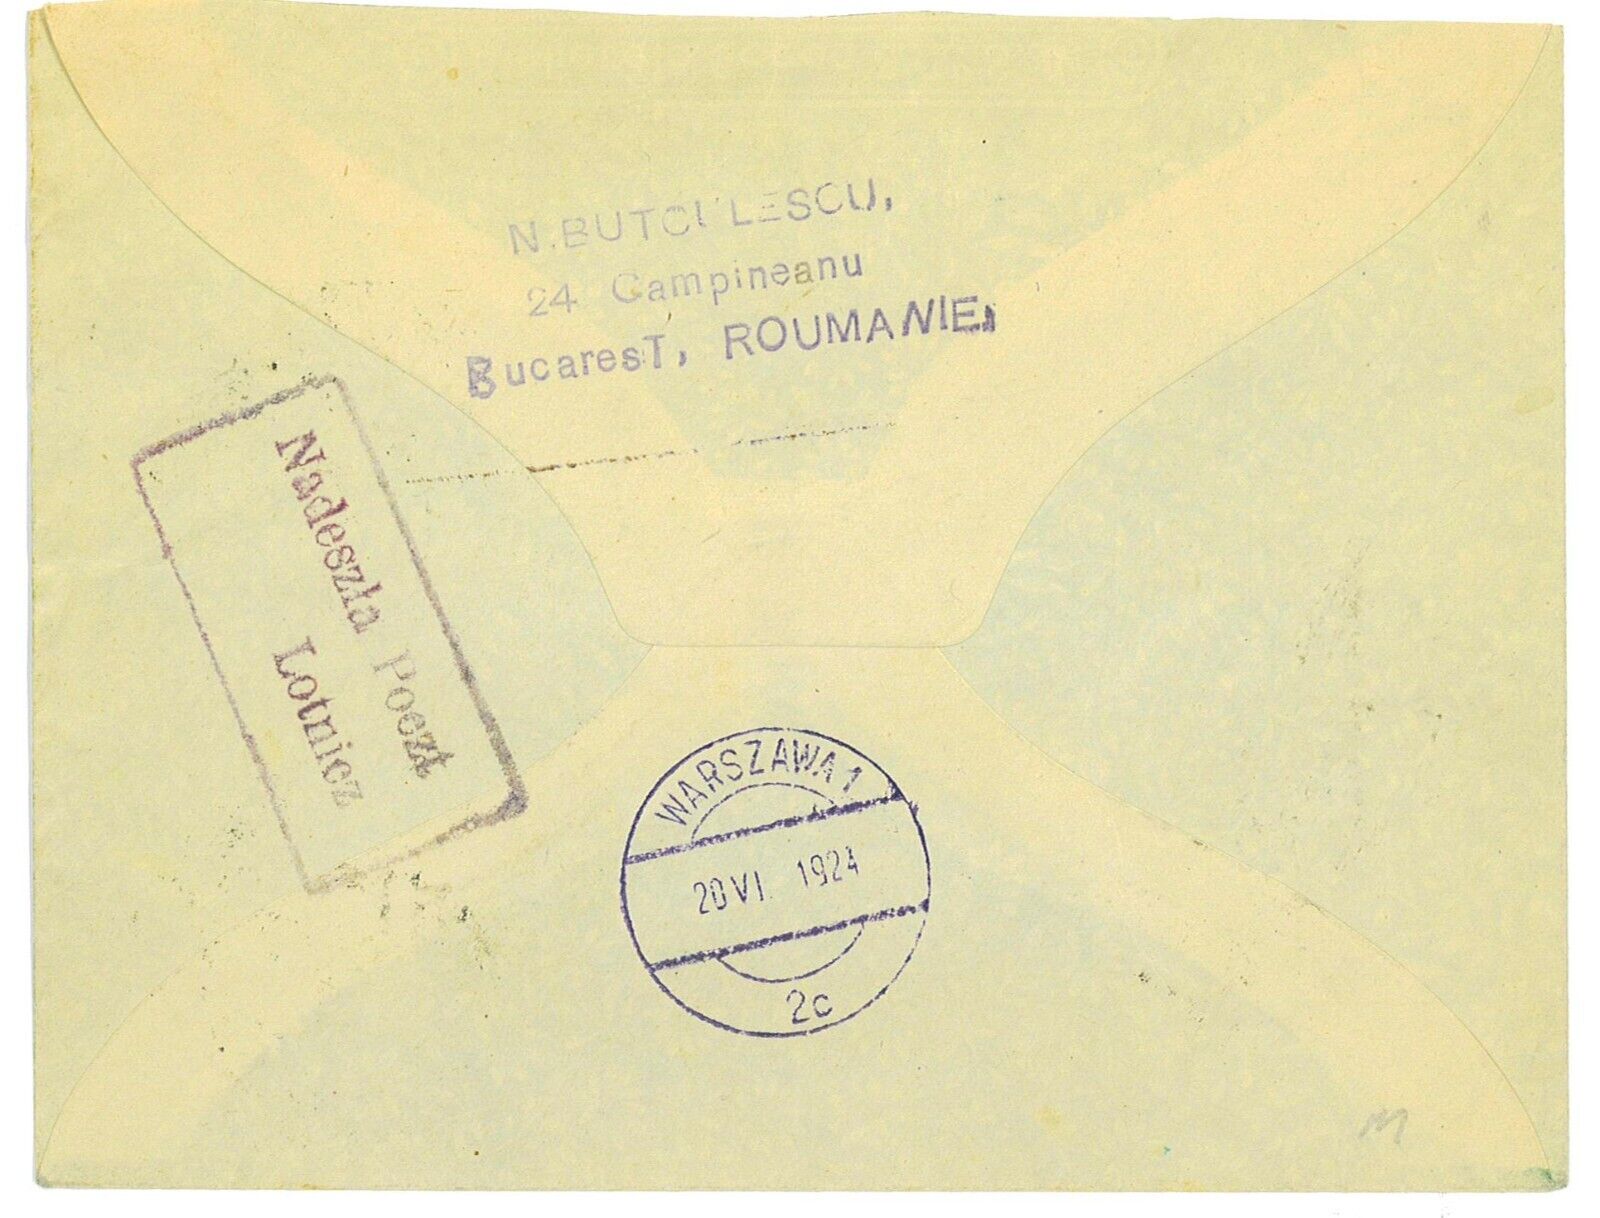 N. BUTCULESCU,
24 Campineanu
BucaresT, ROUMANIE.
Nadeszła Poczt
Lotnicz
WARSZAWA 1
20 VI. 1924
2c